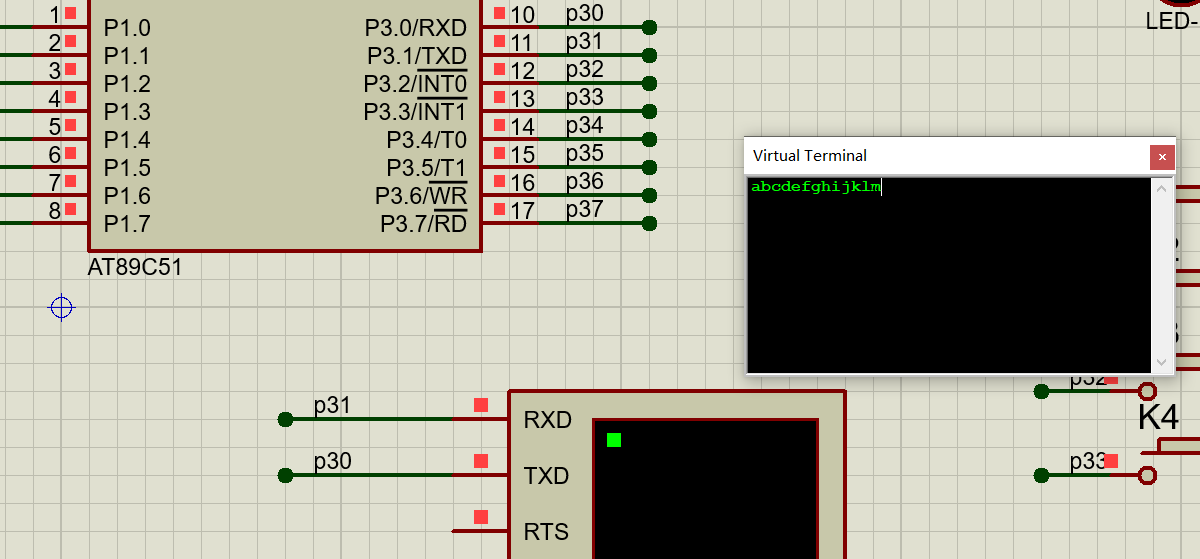 1 P1.0 P3.0/RXD 10 p30
LED-
2 P1.1 P3.1/TXD 11 p31
3 P1.2 P3.2/INT0 12 p32
4 P1.3 P3.3/INT1 13 p33
5 P1.4 P3.4/T0 14 p34
6 P1.5 P3.5/T1 15 p35
7 P1.6 P3.6/WR 16 p36
8 P1.7 P3.7/RD 17 p37
AT89C51
Virtual Terminal
abcdefghijklm
p31 RXD
p30 TXD
RTS
p32
K4
p33